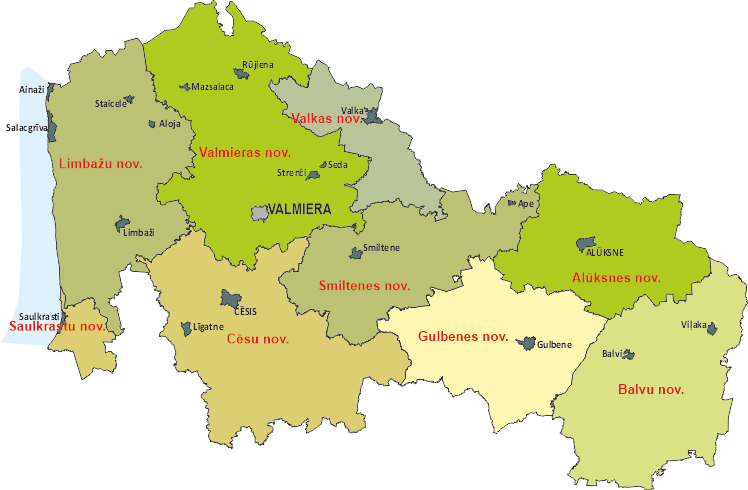 Rūjiena
Ainaži
Mazsalaca
Staicele
Valka
Valkas nov.
Salacgrīva
Aloja
Valmieras nov.
Limbažu nov.
Seda
Strenči
VALMIERA
Ape
Limbaži
Smiltene
ALŪKSNE
Smiltenes nov.
Alūksnes nov.
CĒSIS
Saulkrasti
Saulkrastu nov.
Līgatne
Cēsu nov.
Gulbenes nov.
Gulbene
Viļaka
Balvi
Balvu nov.